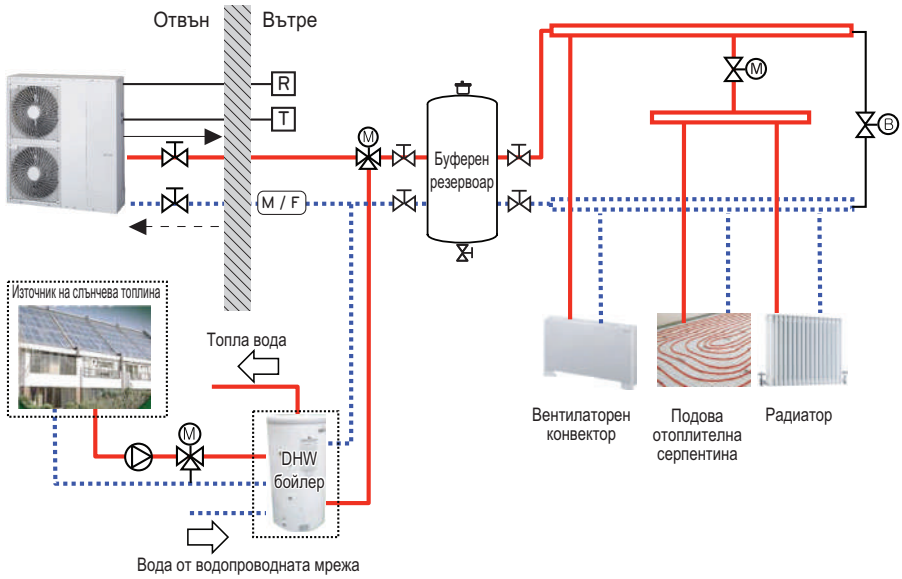 Отвън
Вътре
R
T
M
M
B
Буферен
резервоар
M / F
Източник на слънчева топлина
Топла вода
M
DHW
бойлер
Вода от водопроводната мрежа
Вентилаторен
конвектор
Подова
отоплителна
серпентина
Радиатор